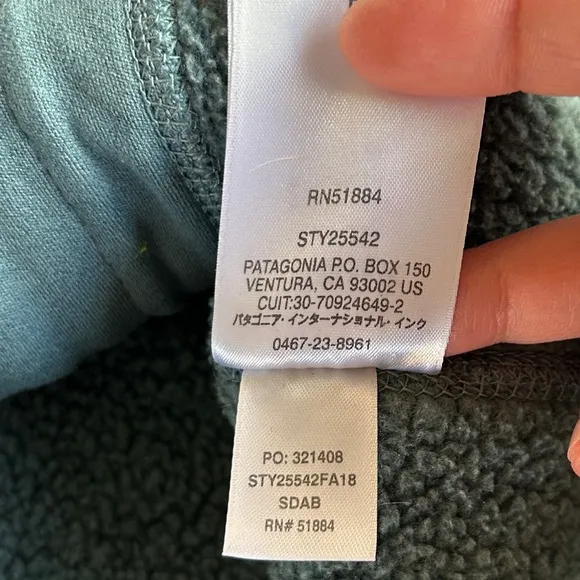 RN51884
STY25542
PATAGONIA P.O. BOX 150
VENTURA, CA 93002 US
CUIT:30-70924649-2
パタゴニア・インターナショナル・インク
0467-23-8961
PO: 321408
STY25542FA18
SDAB
RN# 51884